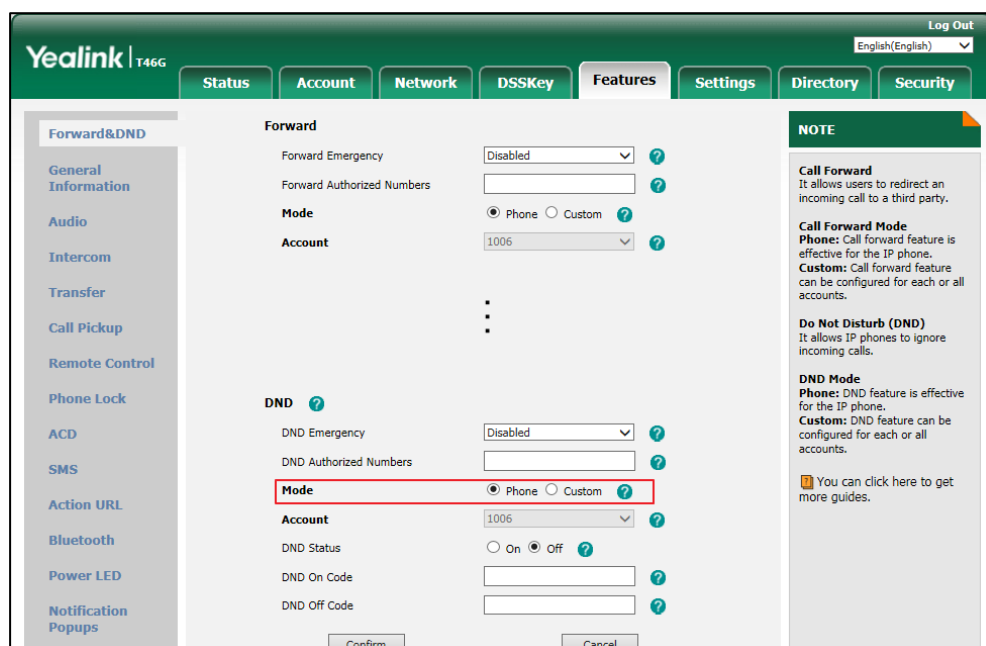 Log Out
Yealink T46G
English(English)
Status Account Network DSSKey Features Settings Directory Security
Forward&DND
General
Information
Audio
Intercom
Transfer
Call Pickup
Remote Control
Phone Lock
ACD
SMS
Action URL
Bluetooth
Power LED
Notification
Popups
Forward
Forward Emergency Disabled ?
Forward Authorized Numbers ?
Mode Phone Custom ?
Account 1006 ?
DND ?
DND Emergency Disabled ?
DND Authorized Numbers ?
Mode Phone Custom ?
Account 1006 ?
DND Status On Off ?
DND On Code ?
DND Off Code ?
Confirm Cancel
NOTE
Call Forward
It allows users to redirect an
incoming call to a third party.
Call Forward Mode
Phone: Call forward feature is
effective for the IP phone.
Custom: Call forward feature
can be configured for each or all
accounts.
Do Not Disturb (DND)
It allows IP phones to ignore
incoming calls.
DND Mode
Phone: DND feature is effective
for the IP phone.
Custom: DND feature can be
configured for each or all
accounts.
? You can click here to get
more guides.